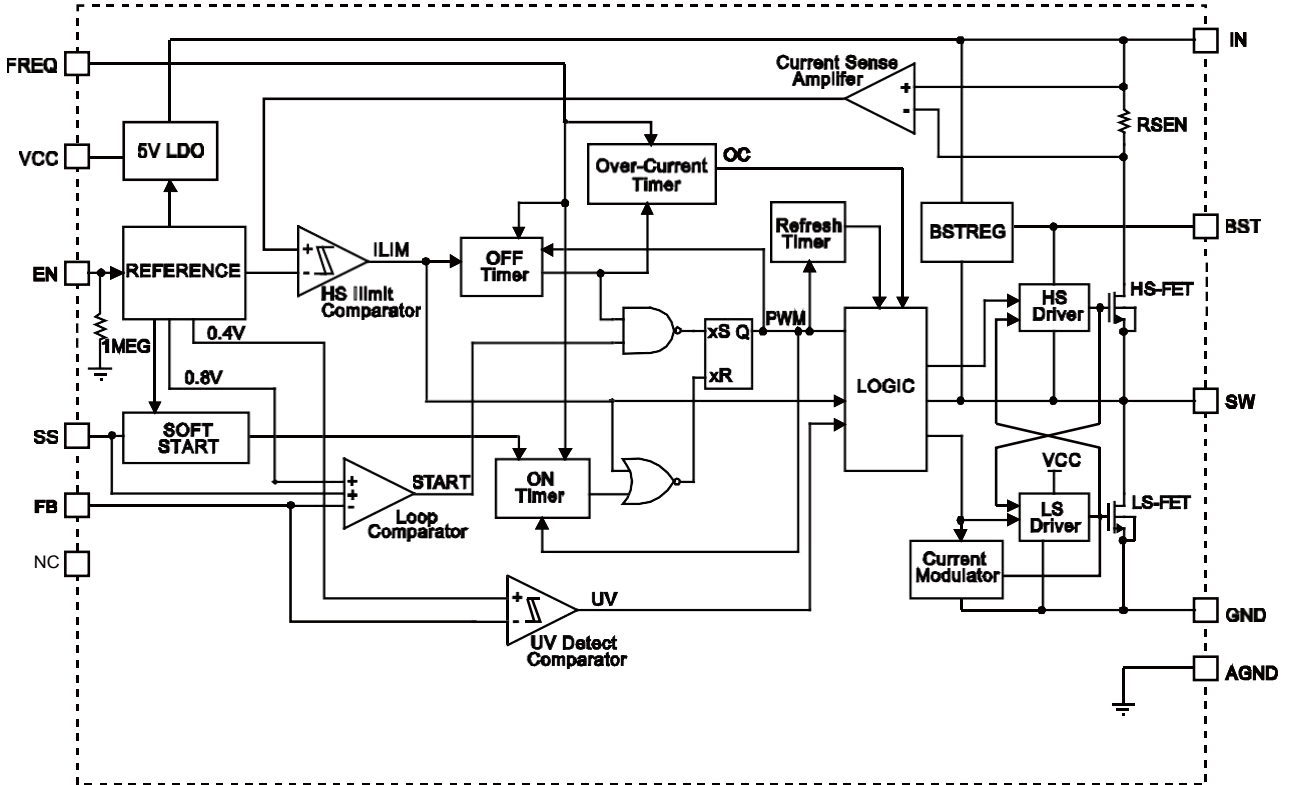 IN
FREQ
Current Sense
Amplifer
+
-
RSEN
VCC
5V LDO
Over-Current
Timer
OC
Refresh
Timer
BSTREG
BST
EN
REFERENCE
+
-
ILIM
HS Ilimit
Comparator
OFF
Timer
HS
Driver
HS-FET
1MEG
0.4V
0.8V
xS Q
xR
PWM
LOGIC
SW
SS
SOFT
START
VCC
+
+
-
START
Loop
Comparator
ON
Timer
LS
Driver
LS-FET
FB
NC
Current
Modulator
+
-
UV
UV Detect
Comparator
GND
AGND